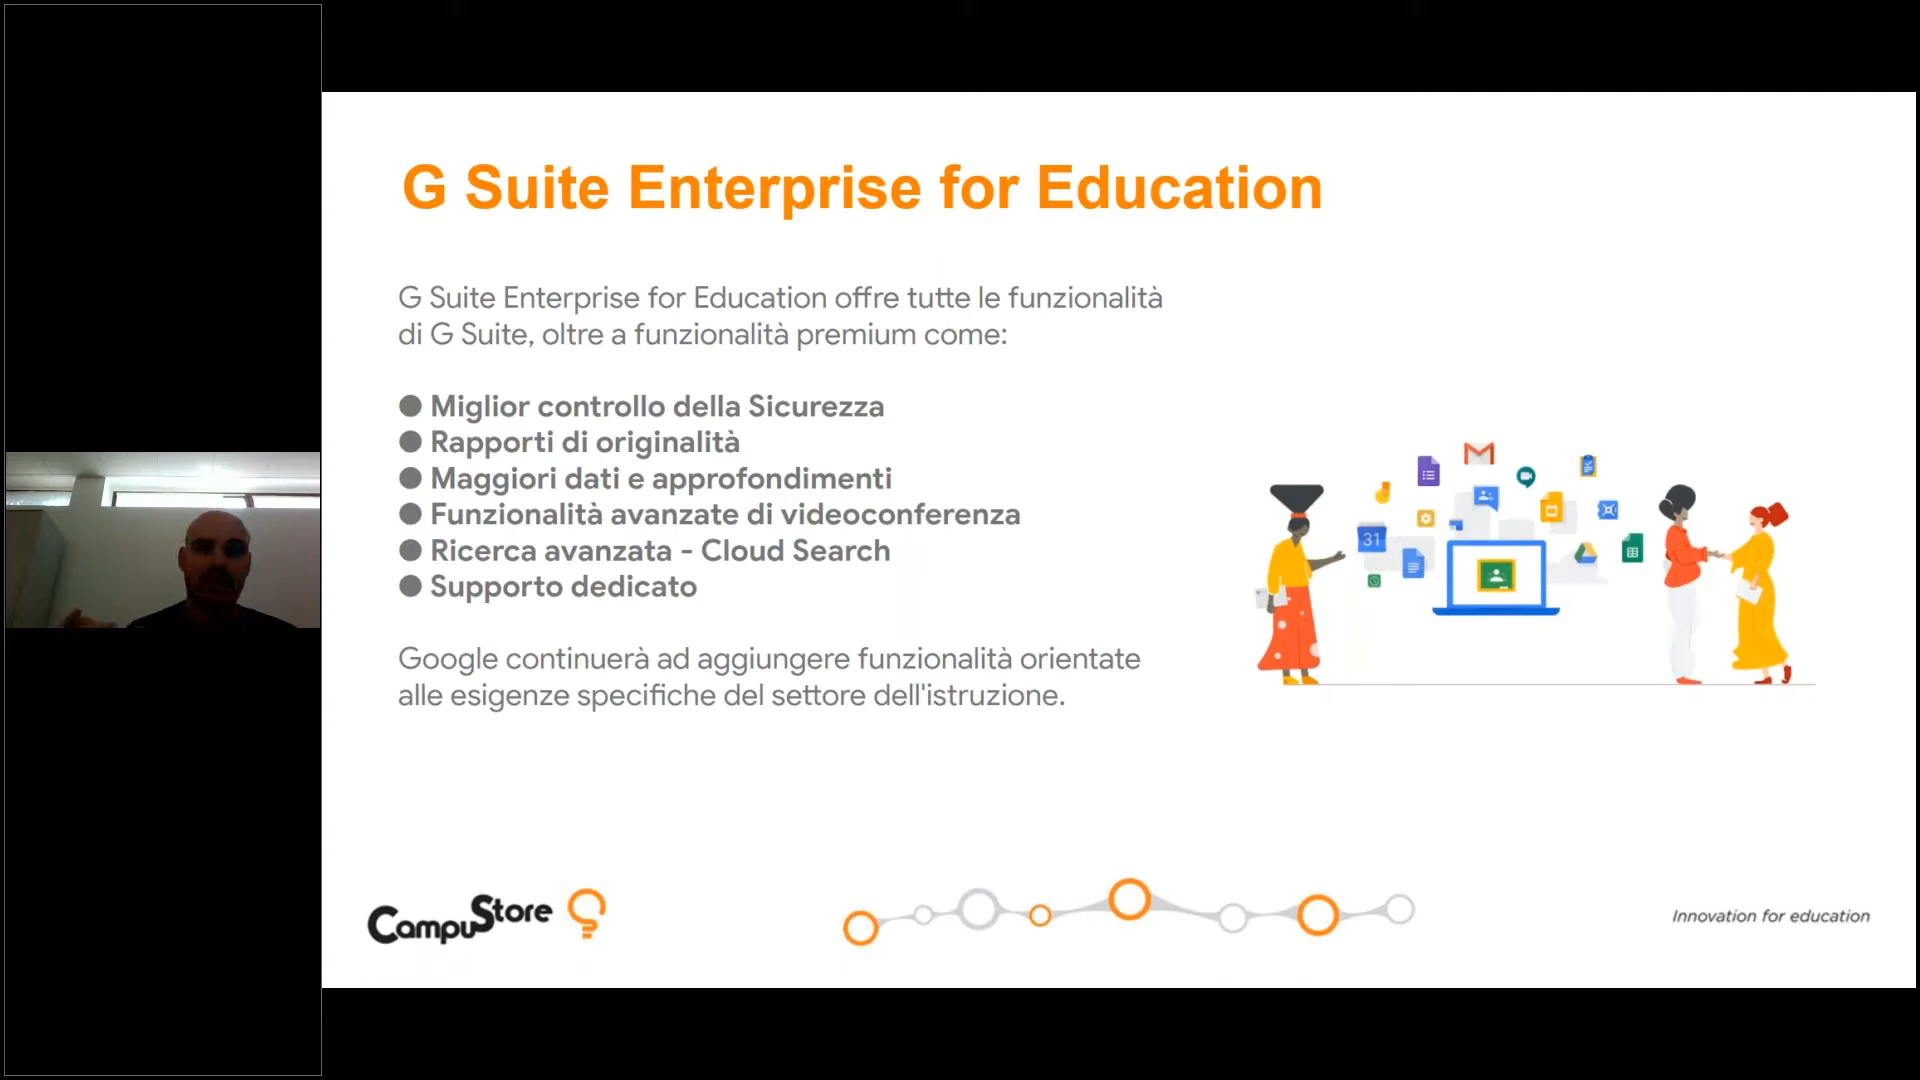 G Suite Enterprise for Education
G Suite Enterprise for Education offre tutte le funzionalità
di G Suite, oltre a funzionalità premium come:
● Miglior controllo della Sicurezza
● Rapporti di originalità
● Maggiori dati e approfondimenti
● Funzionalità avanzate di videoconferenza
● Ricerca avanzata - Cloud Search
● Supporto dedicato
31
Google continuerà ad aggiungere funzionalità orientate
alle esigenze specifiche del settore dell'istruzione.
CampuStore
Innovation for education